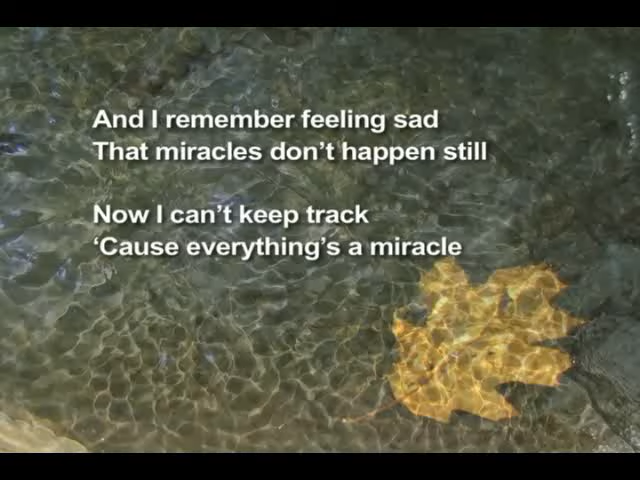 And I remember feeling sad
That miracles don’t happen still
Now I can’t keep track
‘Cause everything’s a miracle